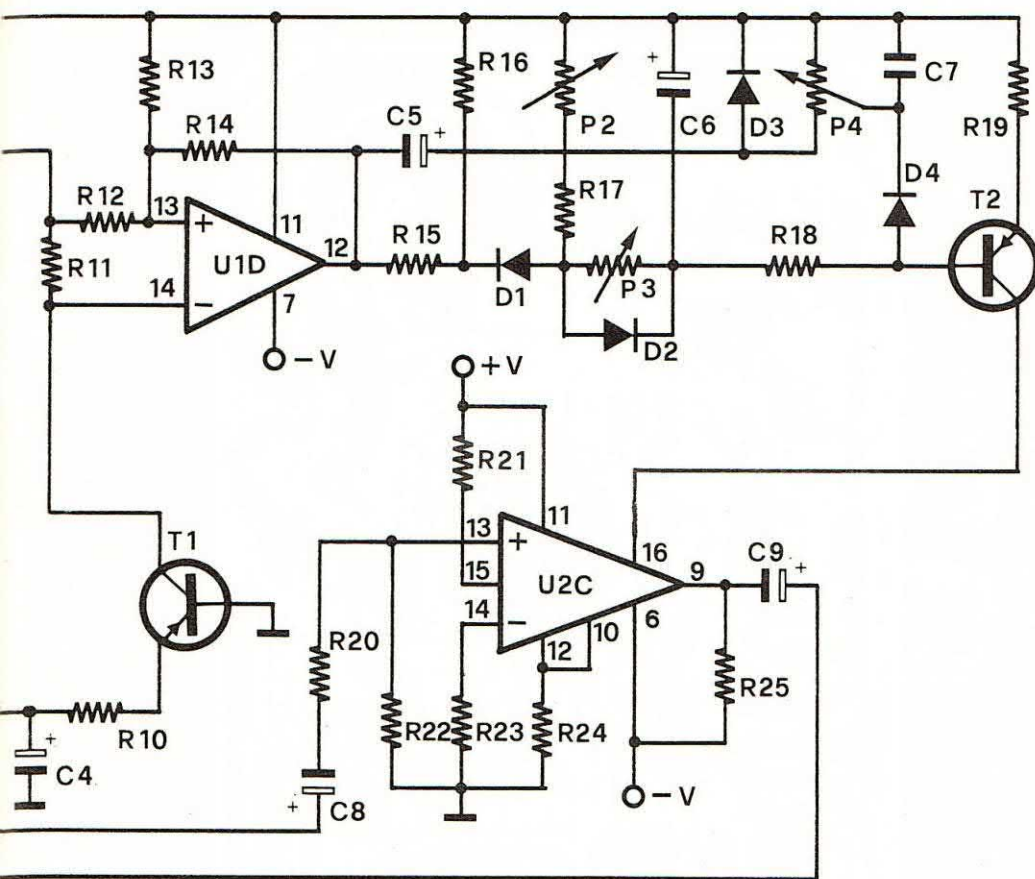 R13
R16
P2
+
C6
D3
P4
C7
R19
R14
C5
+
D4
T2
R12
13
+
11
12
R15
R17
R18
R11
U1D
14
−
7
D1
P3
D2
−V
+V
R21
13
+
11
16
C9
+
T1
15
U2C
9
14
−
10
6
12
R20
R25
R22
R23
R24
R10
+
C4
+
C8
−V